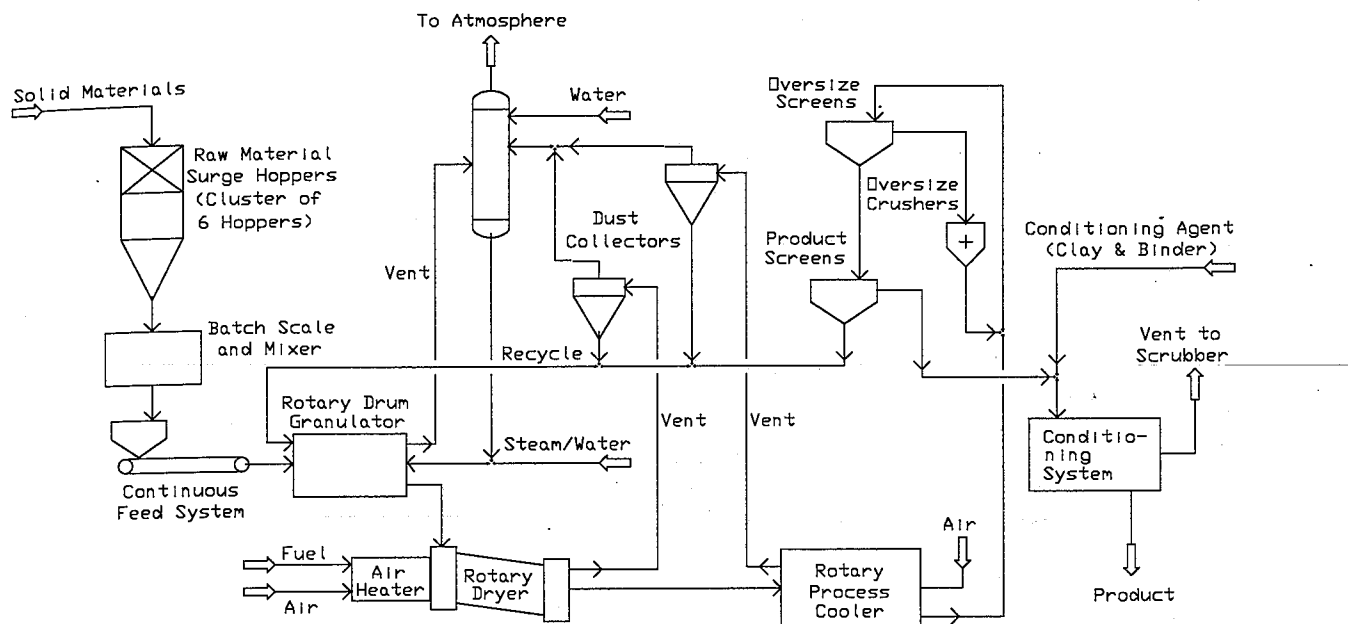 To Atmosphere
Solid Materials
Raw Material
Surge Hoppers
(Cluster of
6 Hoppers)
Water
Oversize
Screens
Oversize
Crushers
Dust
Collectors
Product
Screens
Conditioning Agent
(Clay & Binder)
Vent
Batch Scale
and Mixer
Recycle
Vent to
Scrubber
Rotary Drum
Granulator
Vent
Vent
Steam/Water
Conditio-
ning
System
Continuous
Feed System
Air
Fuel
Air
Heater
Rotary
Dryer
Rotary
Process
Cooler
Air
Product